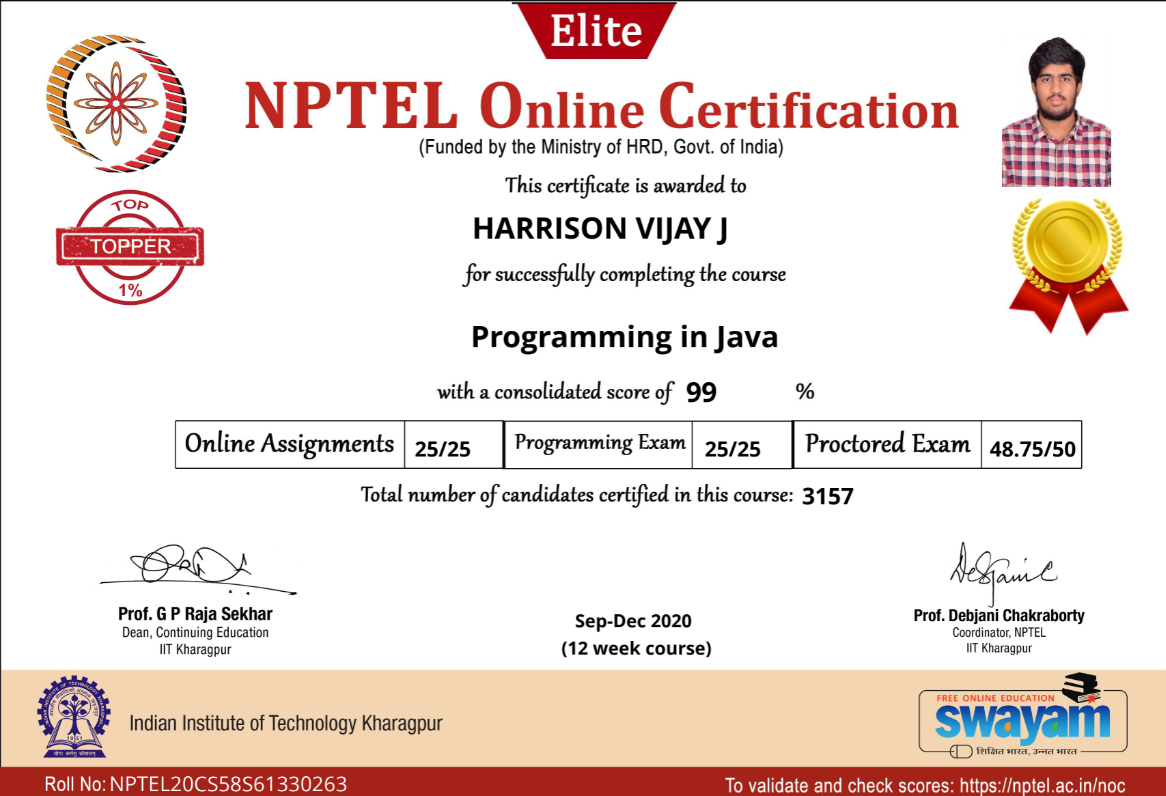 Elite
NPTEL Online Certification
(Funded by the Ministry of HRD, Govt. of India)
This certificate is awarded to
HARRISON VIJAY J
for successfully completing the course
TOP
TOPPER
1%
Programming in Java
with a consolidated score of 99 %
Online Assignments 25/25 Programming Exam 25/25 Proctored Exam 48.75/50
Total number of candidates certified in this course: 3157
Prof. G P Raja Sekhar
Dean, Continuing Education
IIT Kharagpur
Sep-Dec 2020
(12 week course)
Prof. Debjani Chakraborty
Coordinator, NPTEL
IIT Kharagpur
1951
Indian Institute of Technology Kharagpur
FREE ONLINE EDUCATION
swayam
शिक्षित भारत, उन्नत भारत
Roll No: NPTEL20CS58S61330263
To validate and check scores: https://nptel.ac.in/noc